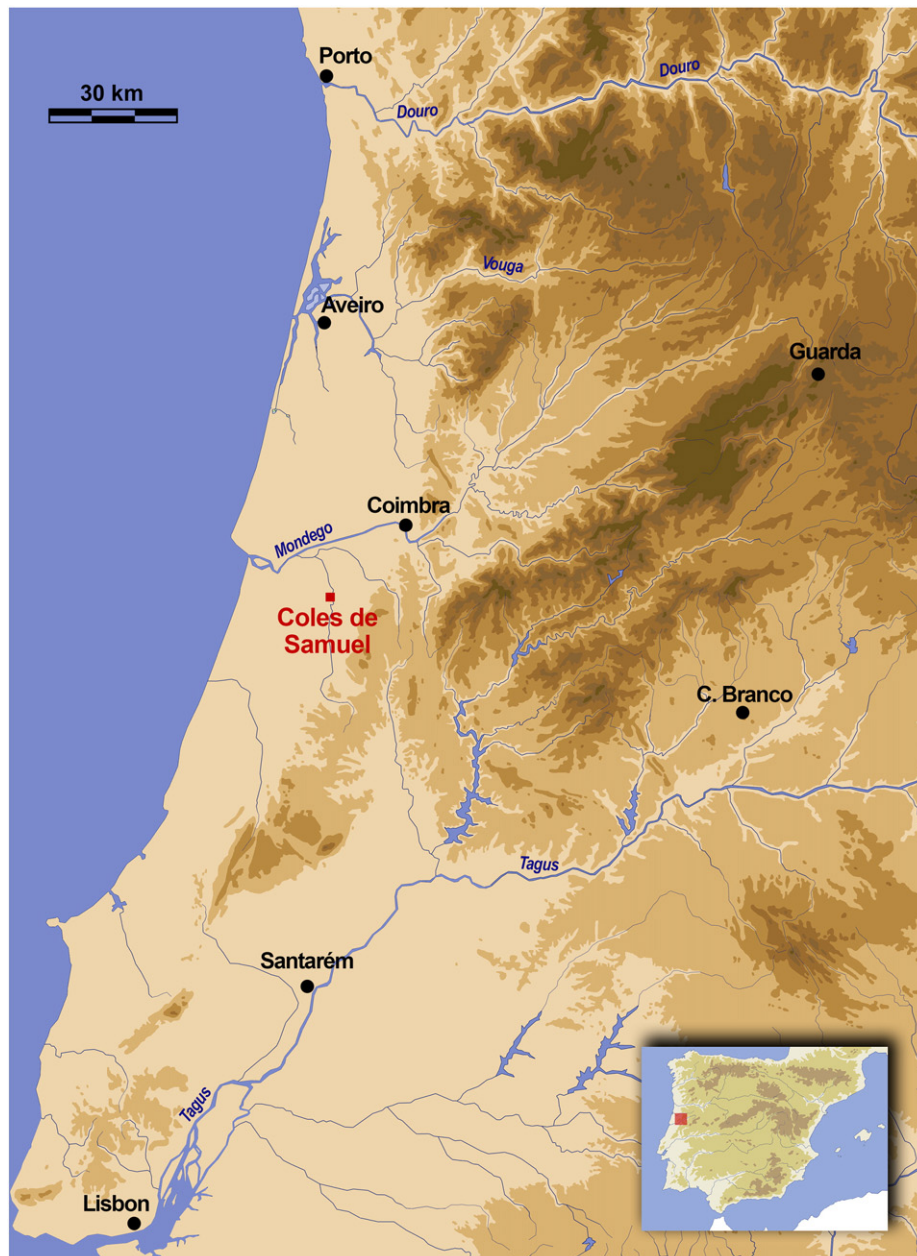 Porto
30 km
Douro
Douro
Vouga
Aveiro
Guarda
Coimbra
Mondego
Coles de
Samuel
C. Branco
Tagus
Santarém
Tagus
Lisbon